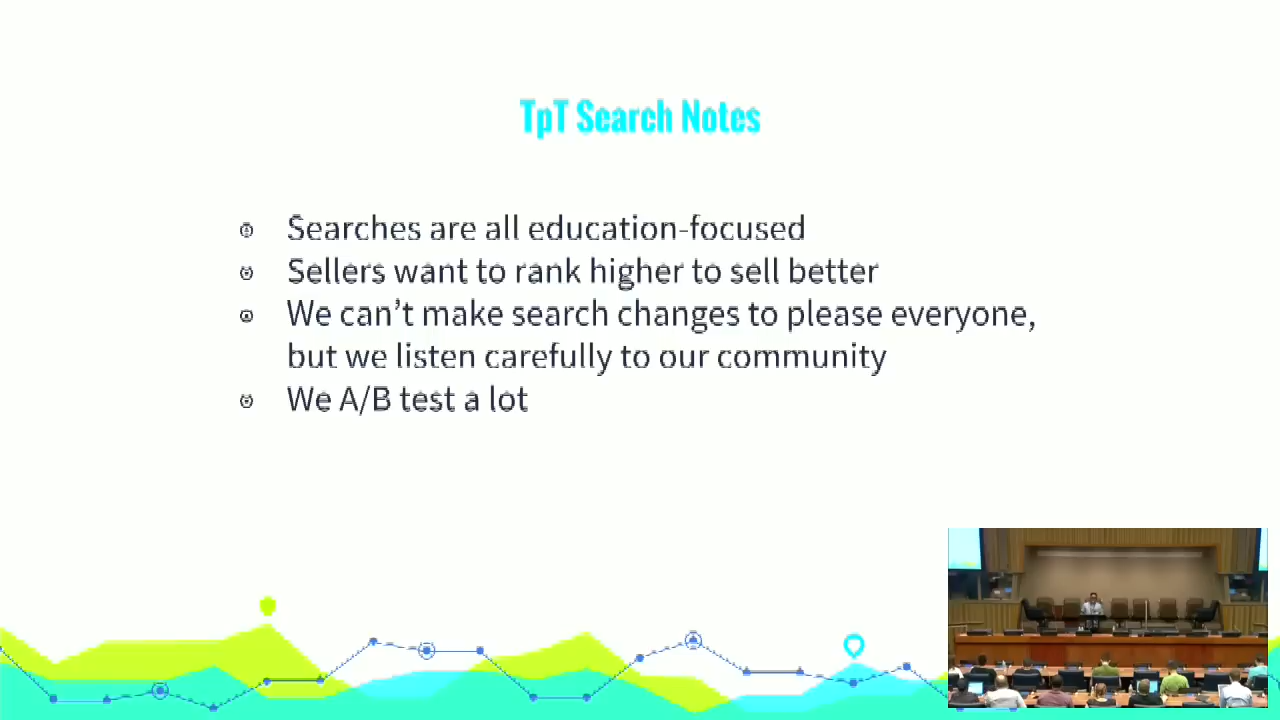 TpT Search Notes
Searches are all education-focused
Sellers want to rank higher to sell better
We can’t make search changes to please everyone,
but we listen carefully to our community
We A/B test a lot